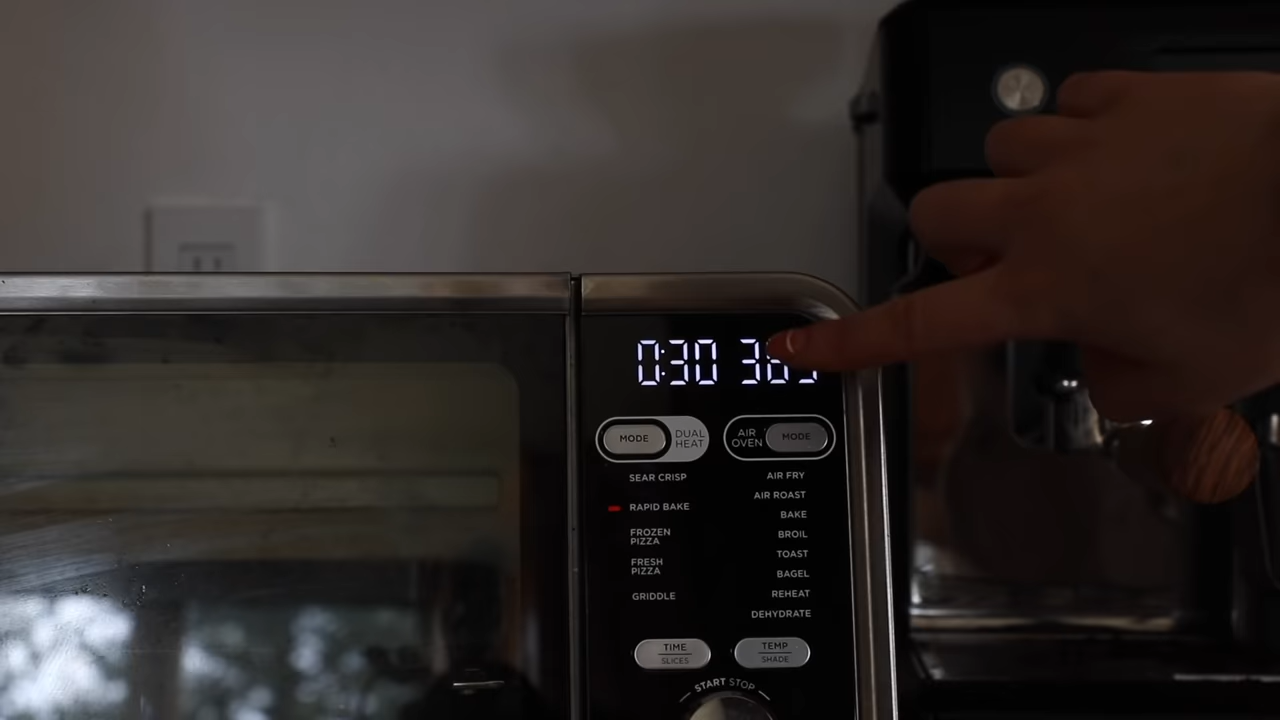 0:30
MODE
DUAL
HEAT
AIR
OVEN
MODE
SEAR CRISP
RAPID BAKE
FROZEN
PIZZA
FRESH
PIZZA
GRIDDLE
AIR FRY
AIR ROAST
BAKE
BROIL
TOAST
BAGEL
REHEAT
DEHYDRATE
TIME
SLICES
TEMP
SHADE
START STOP